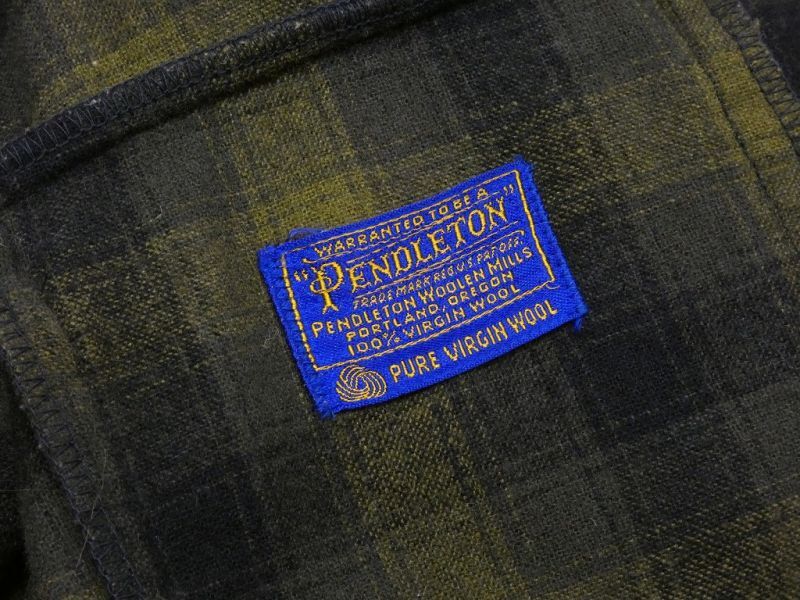 WARRANTED TO BE A
"PENDLETON"
TRADE MARK REG. U.S. PAT. OFF.
PENDLETON WOOLEN MILLS
PORTLAND, OREGON
100% VIRGIN WOOL
PURE VIRGIN WOOL